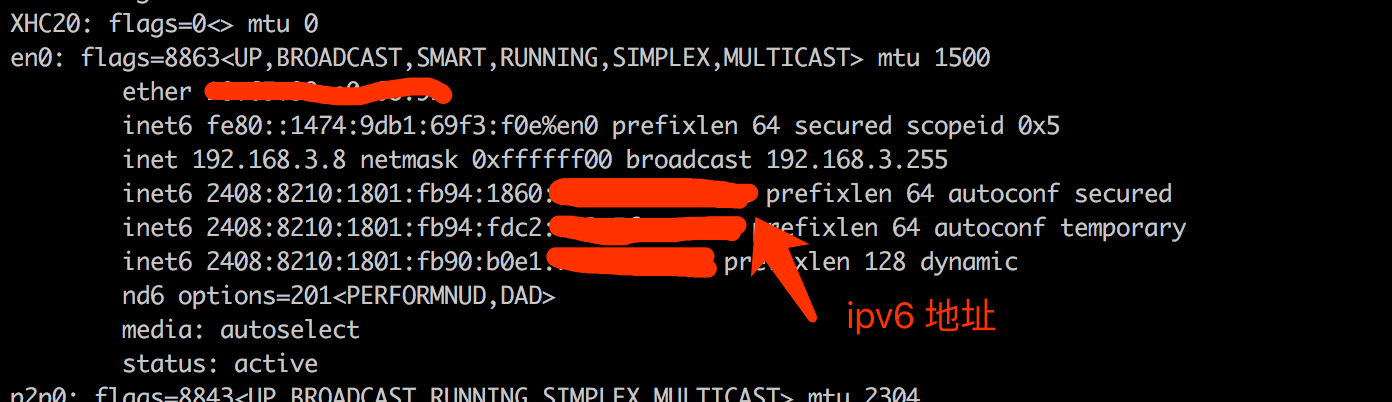 XHC20: flags=0<> mtu 0
en0: flags=8863<UP,BROADCAST,SMART,RUNNING,SIMPLEX,MULTICAST> mtu 1500
ether
inet6 fe80::1474:9db1:69f3:f0e%en0 prefixlen 64 secured scopeid 0x5
inet 192.168.3.8 netmask 0xffffff00 broadcast 192.168.3.255
inet6 2408:8210:1801:fb94:1860: prefixlen 64 autoconf secured
inet6 2408:8210:1801:fb94:fdc2: prefixlen 64 autoconf temporary
inet6 2408:8210:1801:fb90:b0e1: prefixlen 128 dynamic
nd6 options=201<PERFORMNUD,DAD>
ipv6 地址
media: autoselect
status: active
p2p0: flags=8843<UP,BROADCAST,RUNNING,SIMPLEX,MULTICAST> mtu 2304